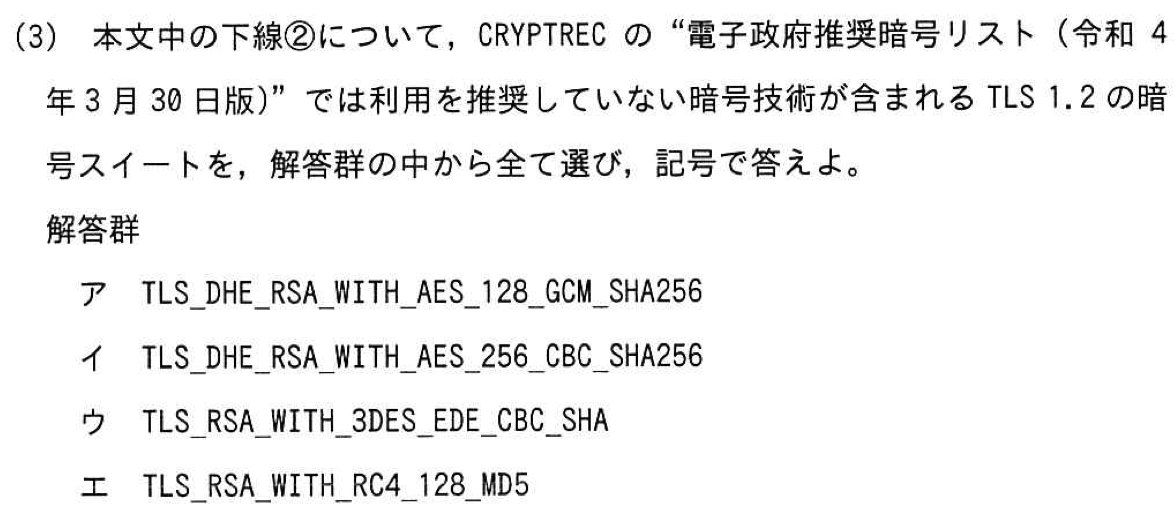 (3) 本文中の下線②について，CRYPTREC の“電子政府推奨暗号リスト（令和 4
年 3 月 30 日版）”では利用を推奨していない暗号技術が含まれる TLS 1.2 の暗
号スイートを，解答群の中から全て選び，記号で答えよ。
解答群
ア TLS_DHE_RSA_WITH_AES_128_GCM_SHA256
イ TLS_DHE_RSA_WITH_AES_256_CBC_SHA256
ウ TLS_RSA_WITH_3DES_EDE_CBC_SHA
エ TLS_RSA_WITH_RC4_128_MD5